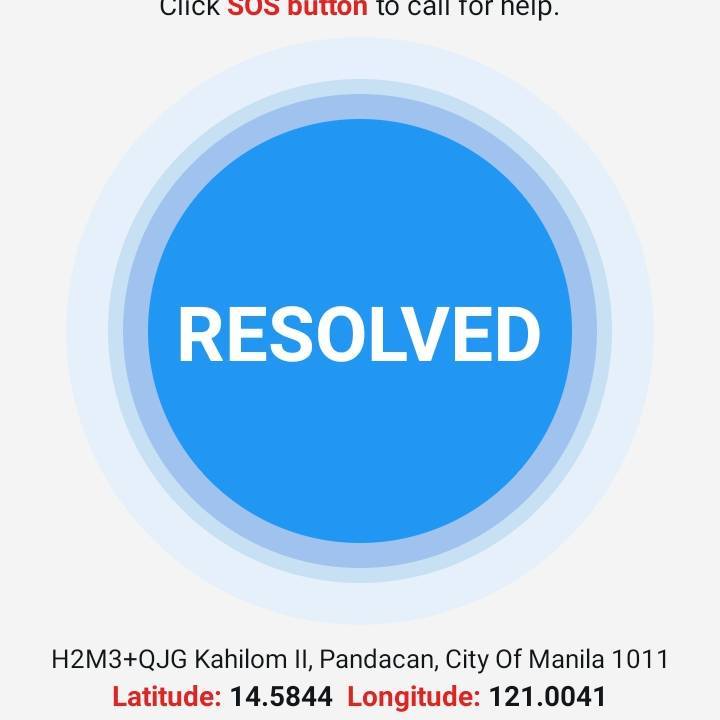 Click SOS button to call for help.
RESOLVED
H2M3+QJG Kahilom II, Pandacan, City Of Manila 1011
Latitude: 14.5844 Longitude: 121.0041